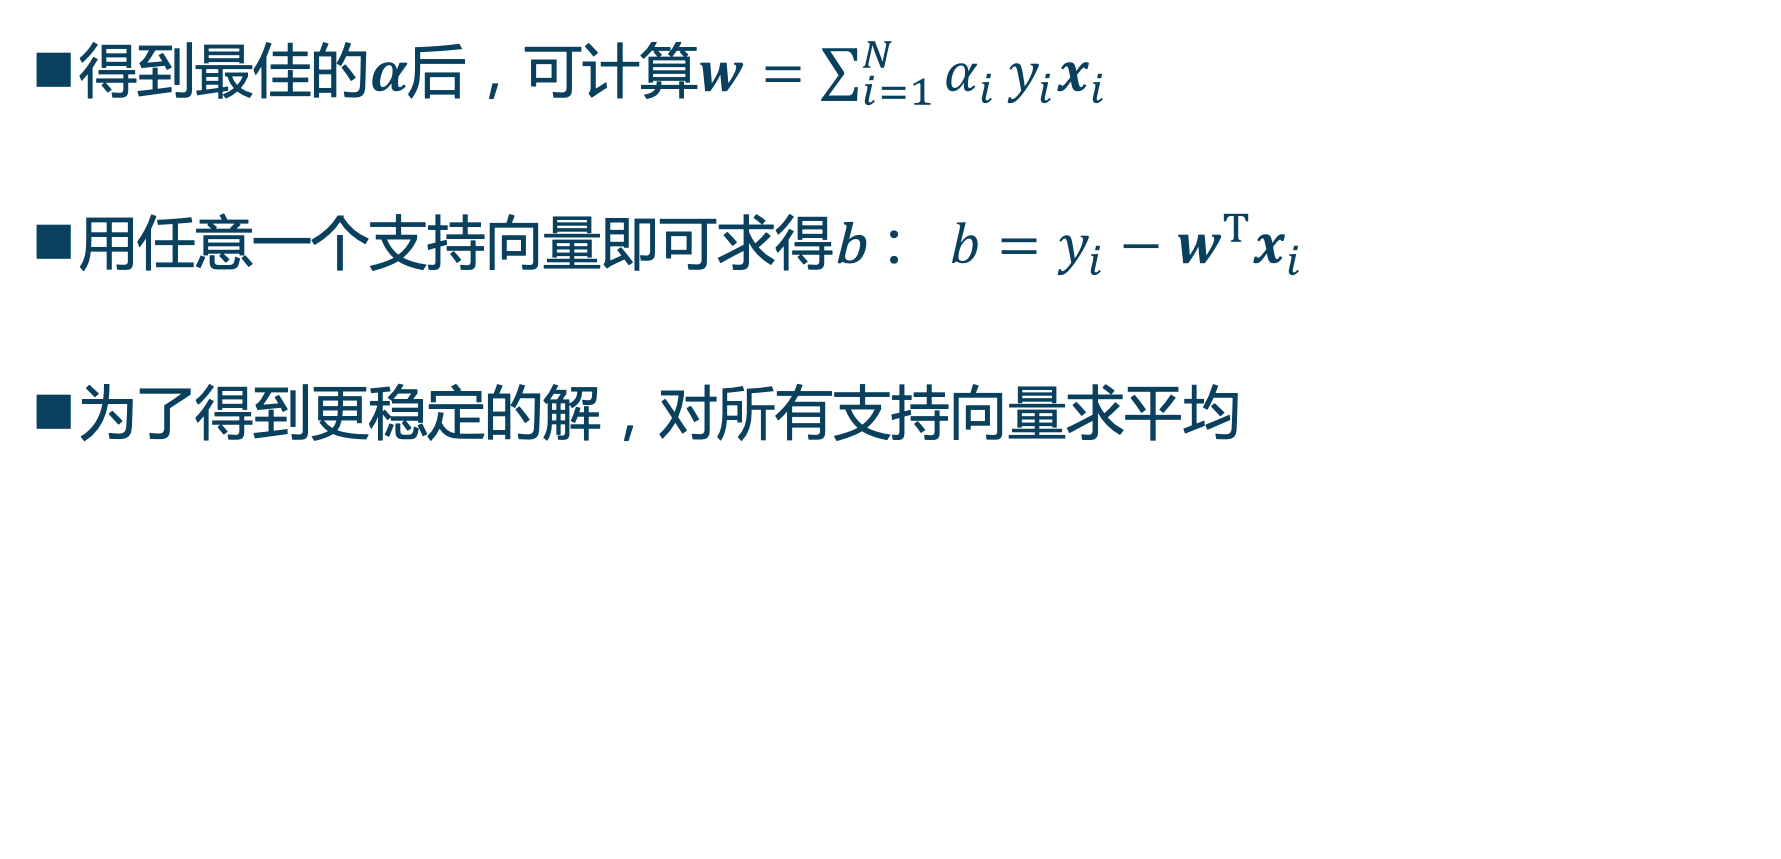 ■得到最佳的𝜶后，可计算𝒘 = ∑_{i=1}^{N} α_i y_i 𝒙_i
■用任意一个支持向量即可求得b： b = y_i − 𝒘^T 𝒙_i
■为了得到更稳定的解，对所有支持向量求平均